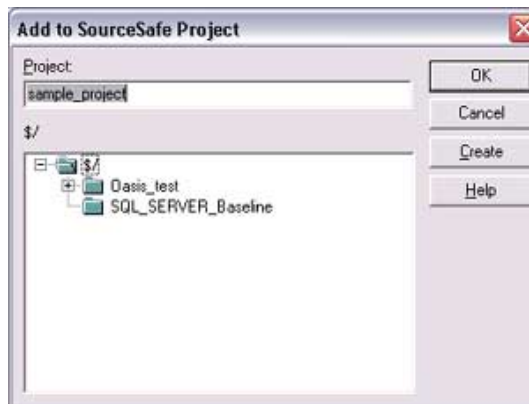 Add to SourceSafe Project
Project:
sample_project
$/
$/
Oasis_test
SQL_SERVER_Baseline
OK
Cancel
Create
Help